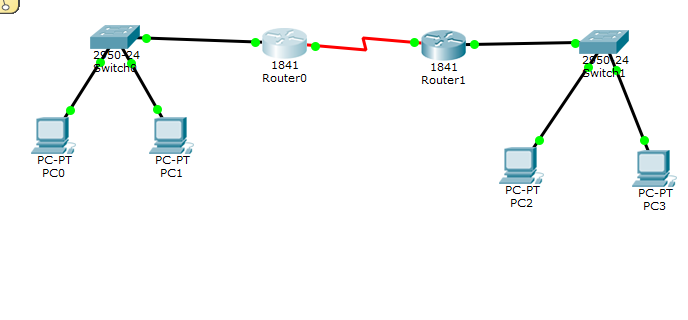 2950-24
Switch0
1841
Router0
1841
Router1
2950-24
Switch1
PC-PT
PC0
PC-PT
PC1
PC-PT
PC2
PC-PT
PC3